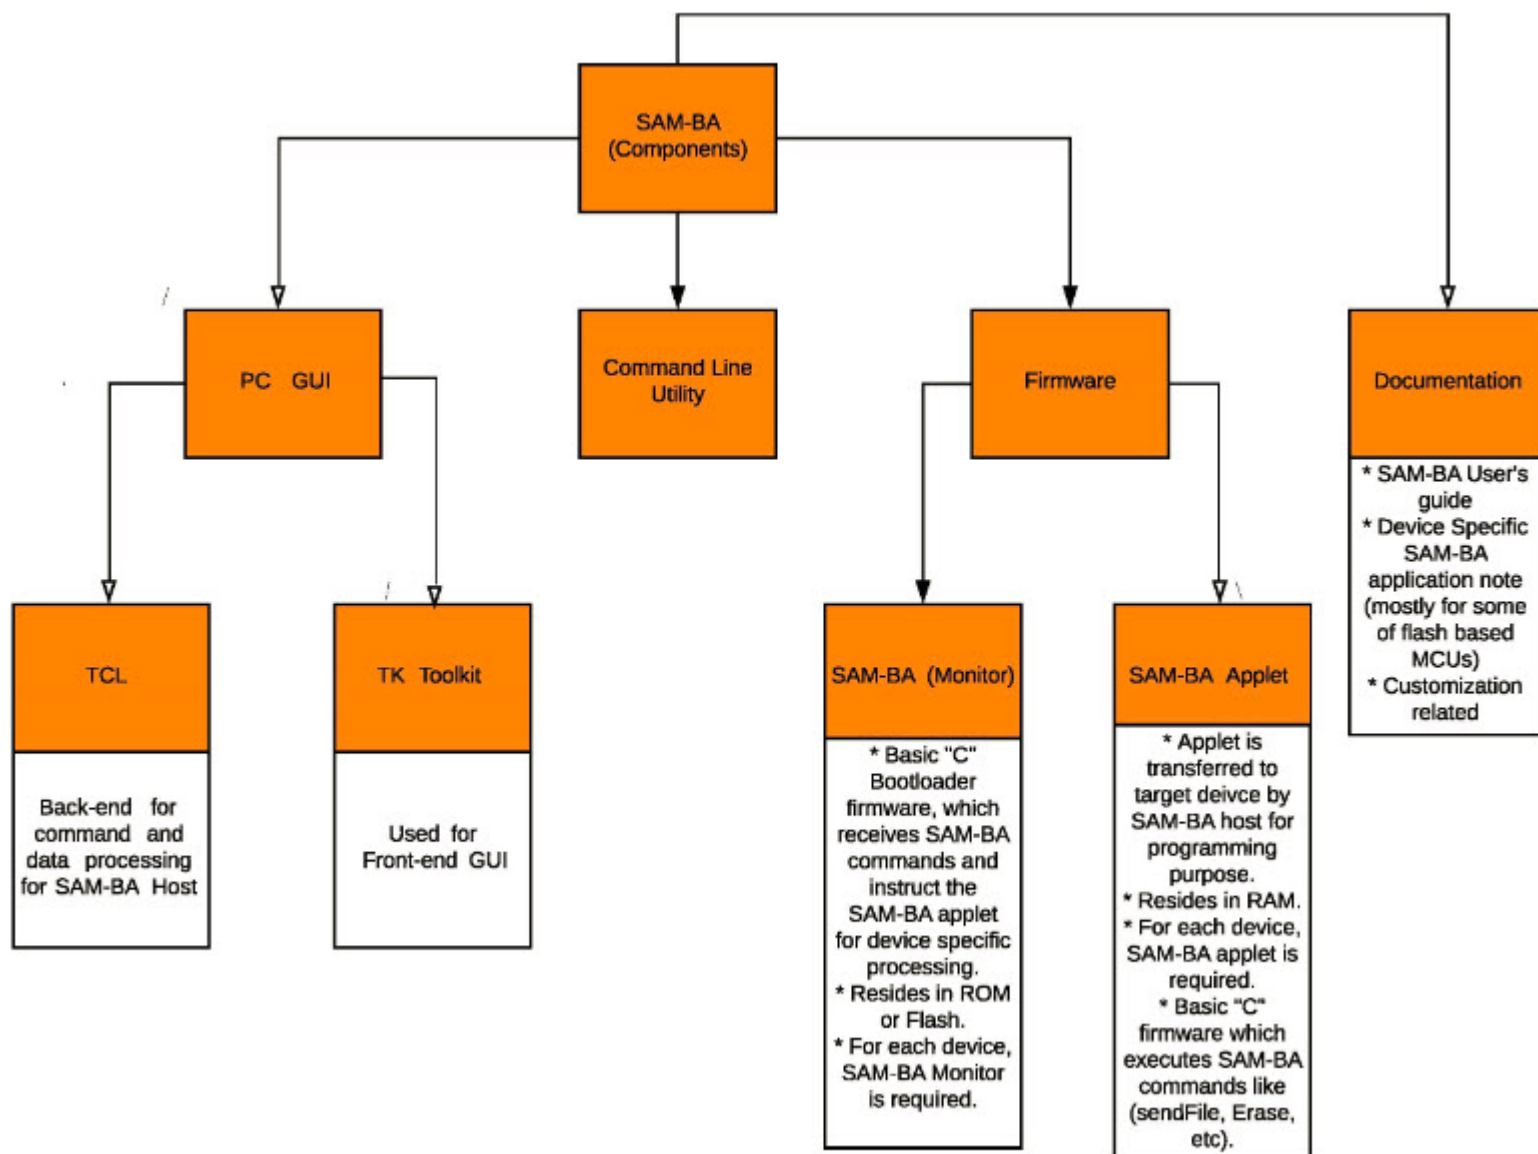 SAM-BA
(Components)
PC GUI
Command Line
Utility
Firmware
Documentation
* SAM-BA User's
guide
* Device Specific
SAM-BA
application note
(mostly for some
of flash based
MCUs)
* Customization
related
TCL
Back-end for
command and
data processing
for SAM-BA Host
TK Toolkit
Used for
Front-end GUI
SAM-BA (Monitor)
* Basic "C"
Bootloader
firmware, which
receives SAM-BA
commands and
instruct the
SAM-BA applet
for device specific
processing.
* Resides in ROM
or Flash.
* For each device,
SAM-BA Monitor
is required.
SAM-BA Applet
* Applet is
transferred to
target deivce by
SAM-BA host for
programming
purpose.
* Resides in RAM.
* For each device,
SAM-BA applet is
required.
* Basic "C"
firmware which
executes SAM-BA
commands like
(sendFile, Erase,
etc).